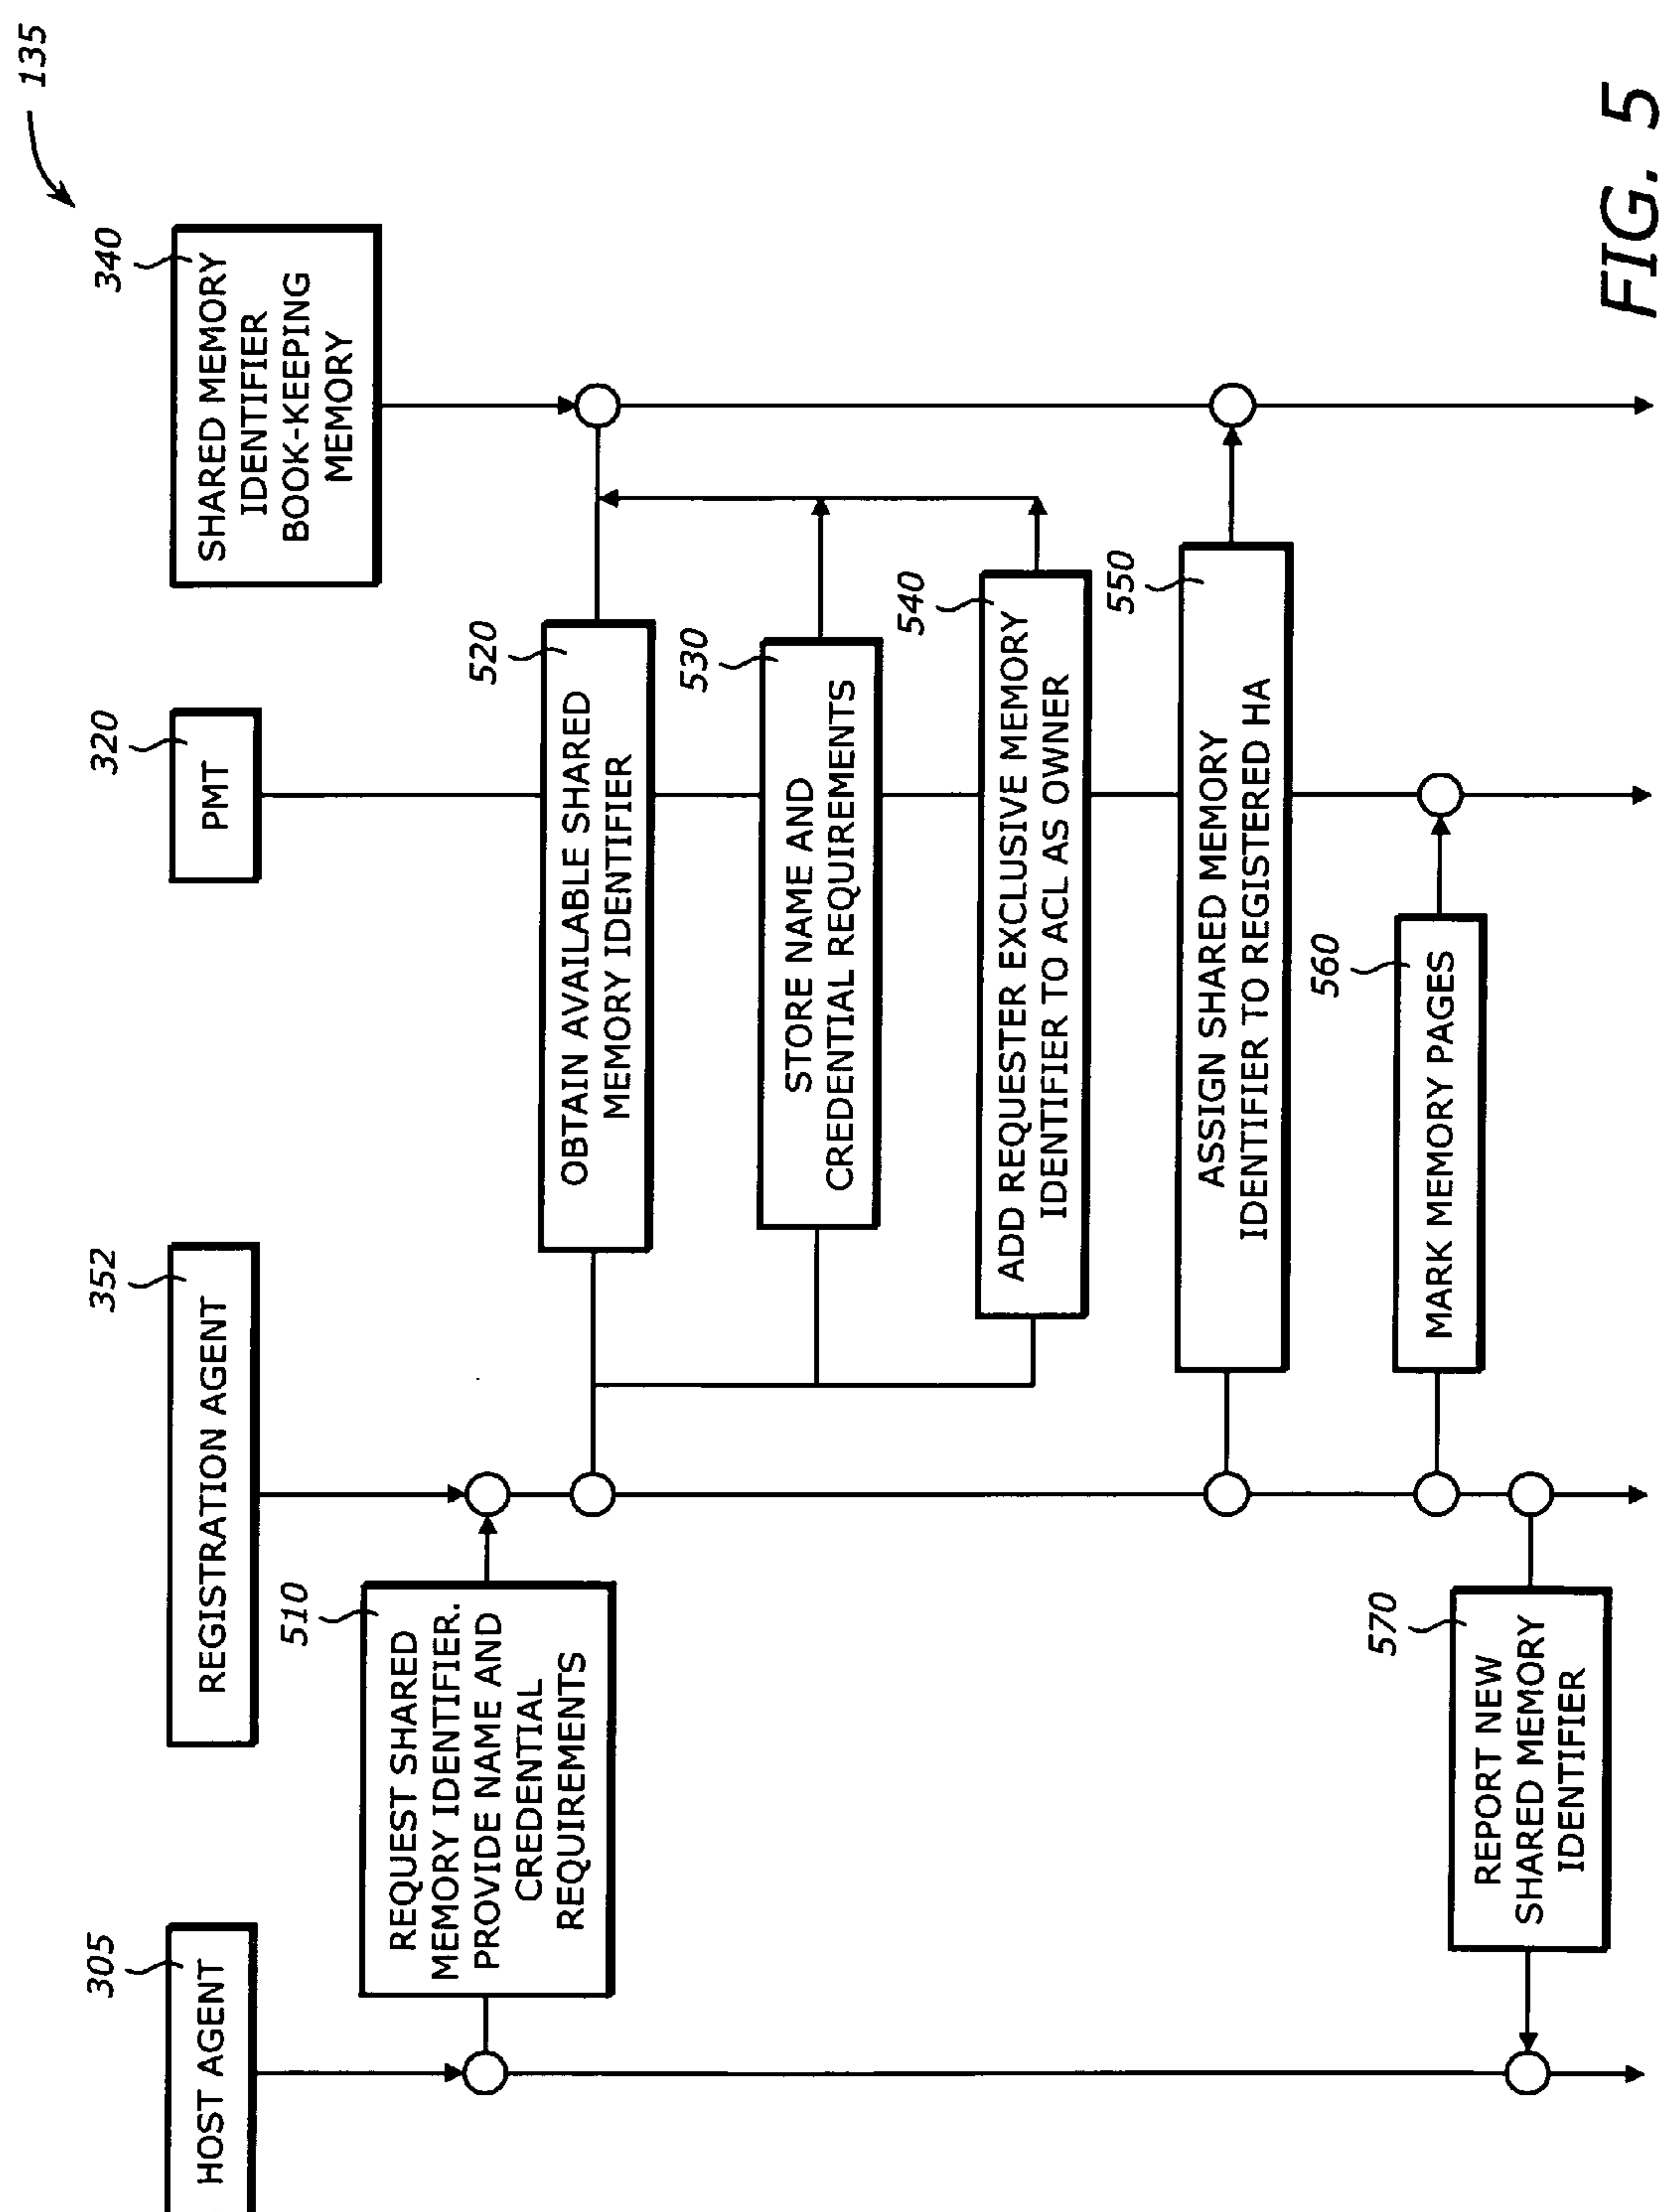 135
305
HOST AGENT
352
REGISTRATION AGENT
320
PMT
340
SHARED MEMORY
IDENTIFIER
BOOK-KEEPING
MEMORY
510
REQUEST SHARED
MEMORY IDENTIFIER.
PROVIDE NAME AND
CREDENTIAL
REQUIREMENTS
520
OBTAIN AVAILABLE SHARED
MEMORY IDENTIFIER
530
STORE NAME AND
CREDENTIAL REQUIREMENTS
540
ADD REQUESTER EXCLUSIVE MEMORY
IDENTIFIER TO ACL AS OWNER
550
ASSIGN SHARED MEMORY
IDENTIFIER TO REGISTERED HA
560
MARK MEMORY PAGES
570
REPORT NEW
SHARED MEMORY
IDENTIFIER
FIG. 5